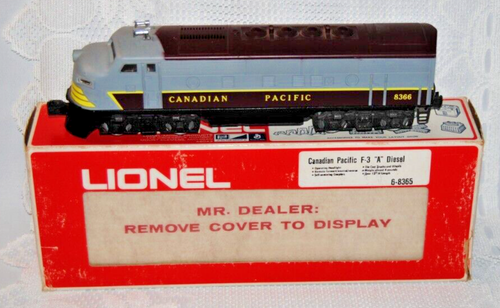 CANADIAN PACIFIC 8366
Canadian Pacific F-3 "A" Diesel
6-8365
LIONEL
MR. DEALER:
REMOVE COVER TO DISPLAY